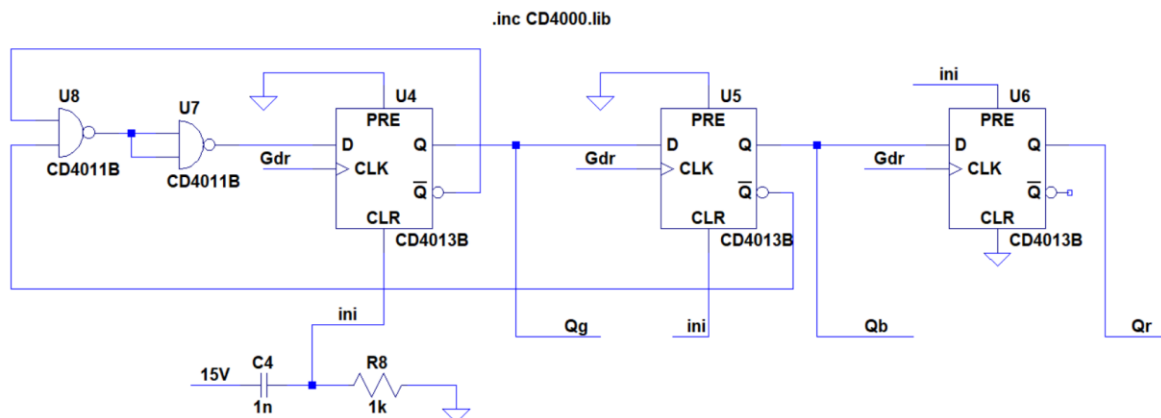 .inc CD4000.lib
U8
CD4011B
U7
CD4011B
U4
PRE
D
Q
Gdr
CLK
Q
CLR
CD4013B
U5
PRE
D
Q
Gdr
CLK
Q
CLR
CD4013B
ini
U6
PRE
D
Q
Gdr
CLK
Q
CLR
CD4013B
ini
Qg
ini
Qb
Qr
15V
C4
1n
R8
1k